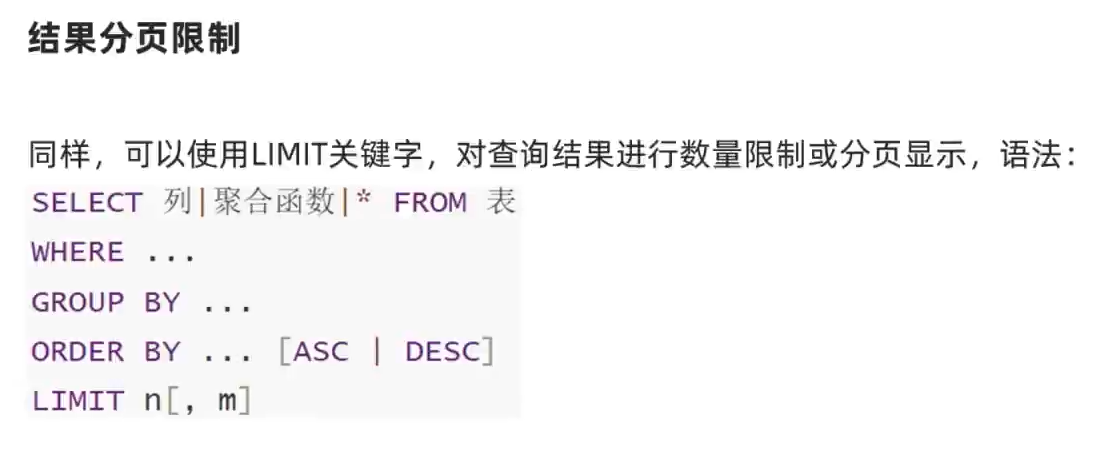 结果分页限制
同样，可以使用LIMIT关键字，对查询结果进行数量限制或分页显示，语法：
SELECT 列|聚合函数|* FROM 表
WHERE ...
GROUP BY ...
ORDER BY ... [ASC | DESC]
LIMIT n[, m]